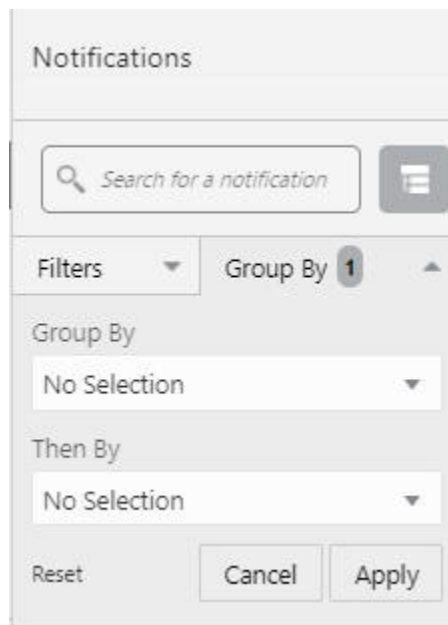 Notifications
Search for a notification
Filters Group By 1
Group By
No Selection
Then By
No Selection
Reset Cancel Apply